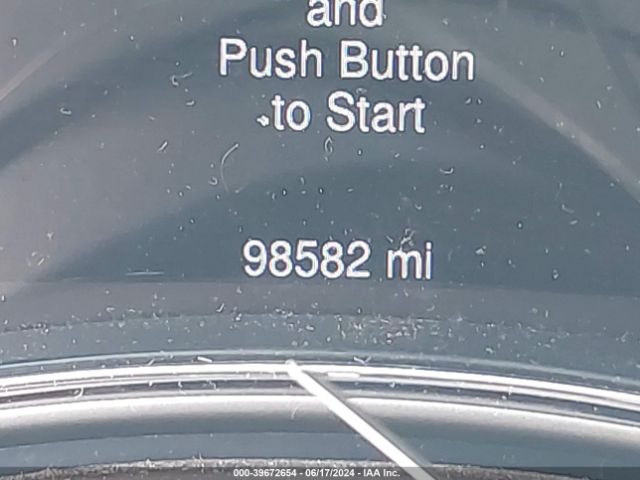 and
Push Button
to Start
98582 mi
000-39672654 | 06/17/2024 - IAA Inc.